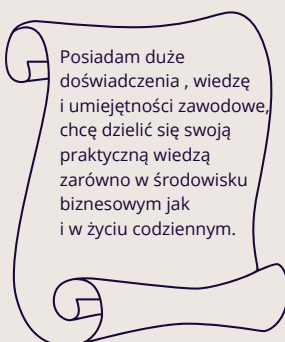 Posiadam duże
doświadczenia , wiedzę
i umiejętności zawodowe,
chcę dzielić się swoją
praktyczną wiedzą
zarówno w środowisku
biznesowym jak
i w życiu codziennym.